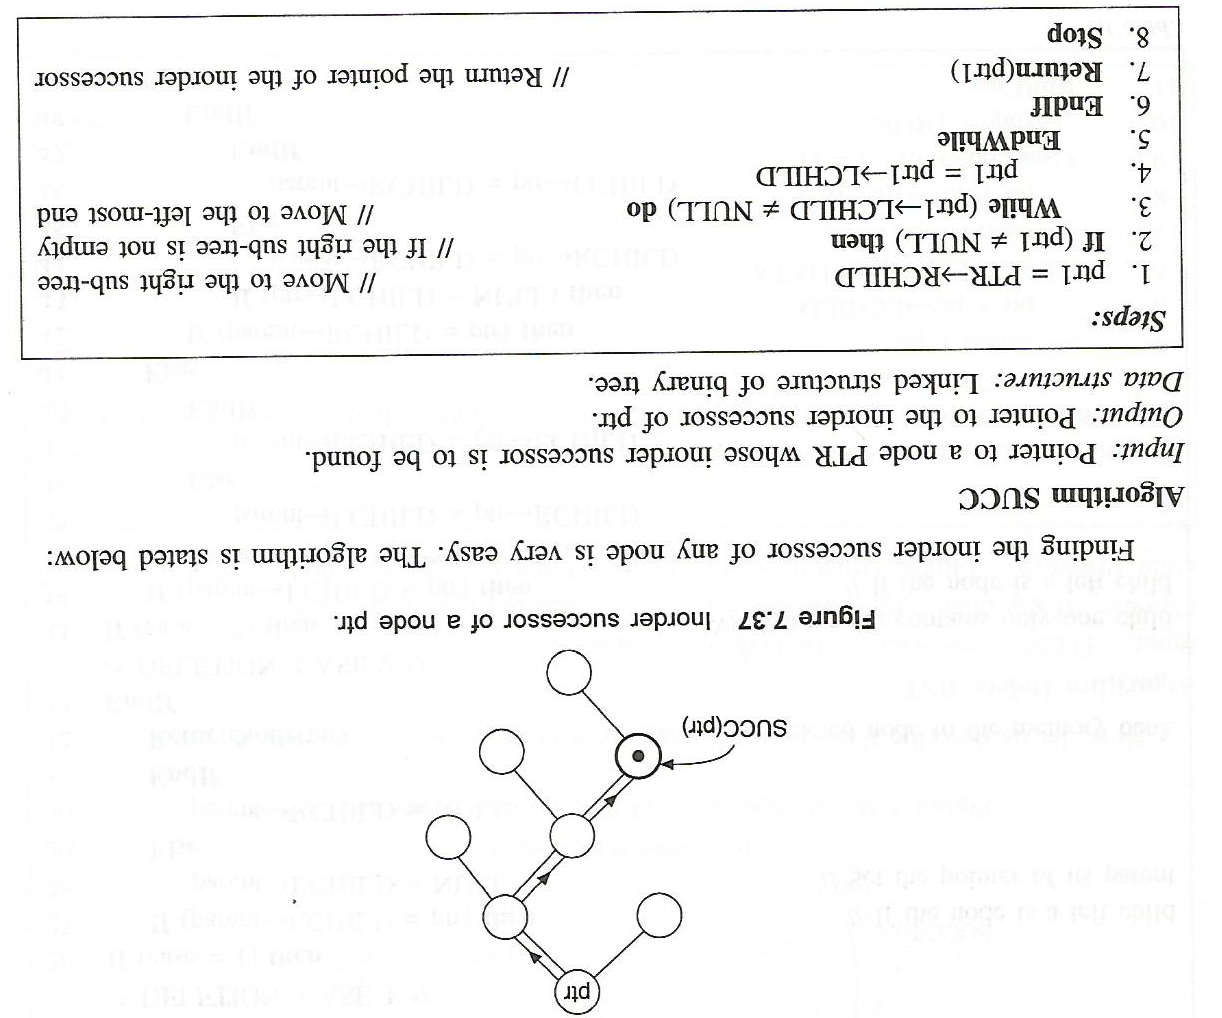 ptr
SUCC(ptr)
Figure 7.37 Inorder successor of a node ptr.
Finding the inorder successor of any node is very easy. The algorithm is stated below:
Algorithm SUCC
Input: Pointer to a node PTR whose inorder successor is to be found.
Output: Pointer to the inorder successor of ptr.
Data structure: Linked structure of binary tree.
Steps:
1. ptr1 = PTR→RCHILD // Move to the right sub-tree
2. If (ptr1 ≠ NULL) then // If the right sub-tree is not empty
3. While (ptr1→LCHILD ≠ NULL) do // Move to the left-most end
4. ptr1 = ptr1→LCHILD
5. EndWhile
6. EndIf
7. Return(ptr1) // Return the pointer of the inorder successor
8. Stop